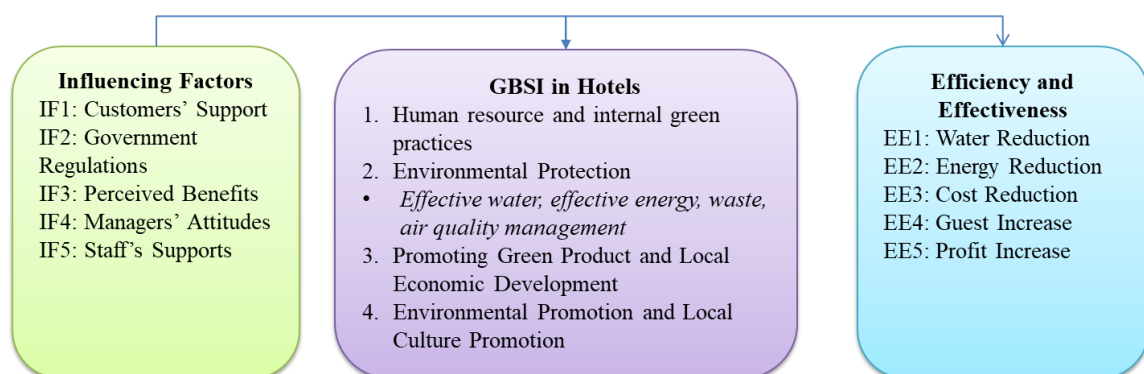 Influencing Factors
IF1: Customers' Support
IF2: Government
Regulations
IF3: Perceived Benefits
IF4: Managers' Attitudes
IF5: Staff's Supports
GBSI in Hotels
1. Human resource and internal green
practices
2. Environmental Protection
• Effective water, effective energy, waste,
air quality management
3. Promoting Green Product and Local
Economic Development
4. Environmental Promotion and Local
Culture Promotion
Efficiency and
Effectiveness
EE1: Water Reduction
EE2: Energy Reduction
EE3: Cost Reduction
EE4: Guest Increase
EE5: Profit Increase